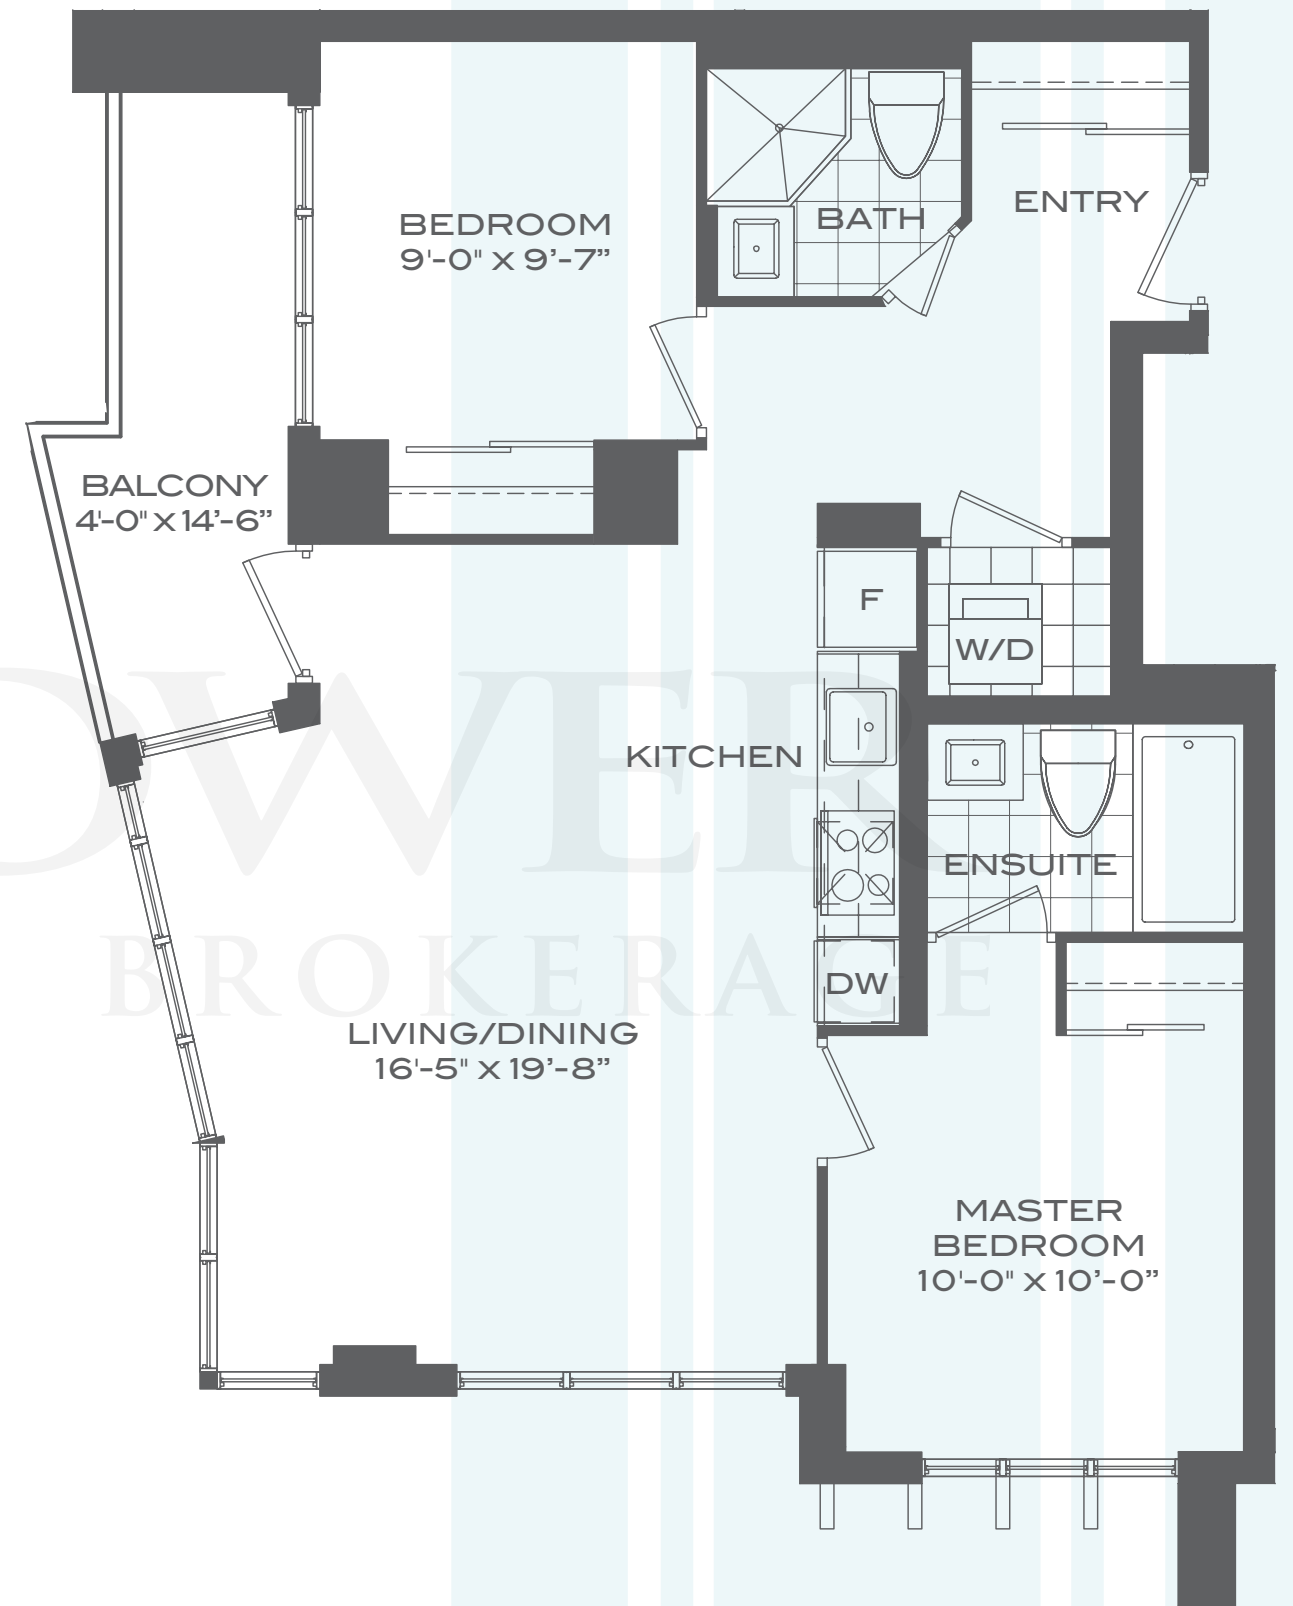 BEDROOM
9'-0" X 9'-7”
BATH
ENTRY
BALCONY
4'-0" X 14'-6”
F
W/D
KITCHEN
ENSUITE
OWER
BROKERAGE
DW
LIVING/DINING
16'-5" X 19'-8”
MASTER
BEDROOM
10'-0" X 10'-0”